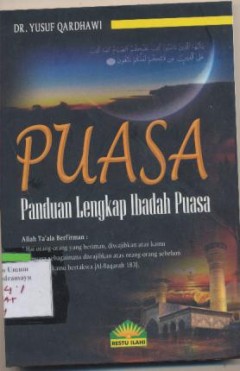 DR. YUSUF QARDHAWI
PUASA
Panduan Lengkap Ibadah Puasa
Allah Ta'ala Berfirman :
orang-orang yang beriman, diwajibkan atas kamu
sebagaimana diwajibkan atas orang-orang sebelum
kamu bertakwa [Al-Baqarah 183].
RESTU ILAHI